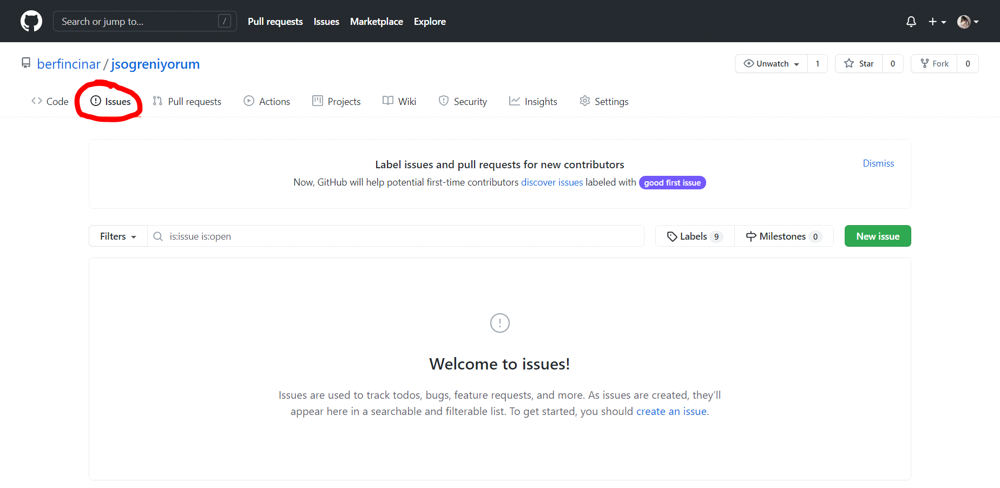 Search or jump to... / Pull requests Issues Marketplace Explore
berfincinar / jsogreniyorum Unwatch 1 Star 0 Fork 0
Code Issues Pull requests Actions Projects Wiki Security Insights Settings
Label issues and pull requests for new contributors Dismiss
Now, GitHub will help potential first-time contributors discover issues labeled with good first issue
Filters is:issue is:open Labels 9 Milestones 0 New issue
Welcome to issues!
Issues are used to track todos, bugs, feature requests, and more. As issues are created, they’ll
appear here in a searchable and filterable list. To get started, you should create an issue.